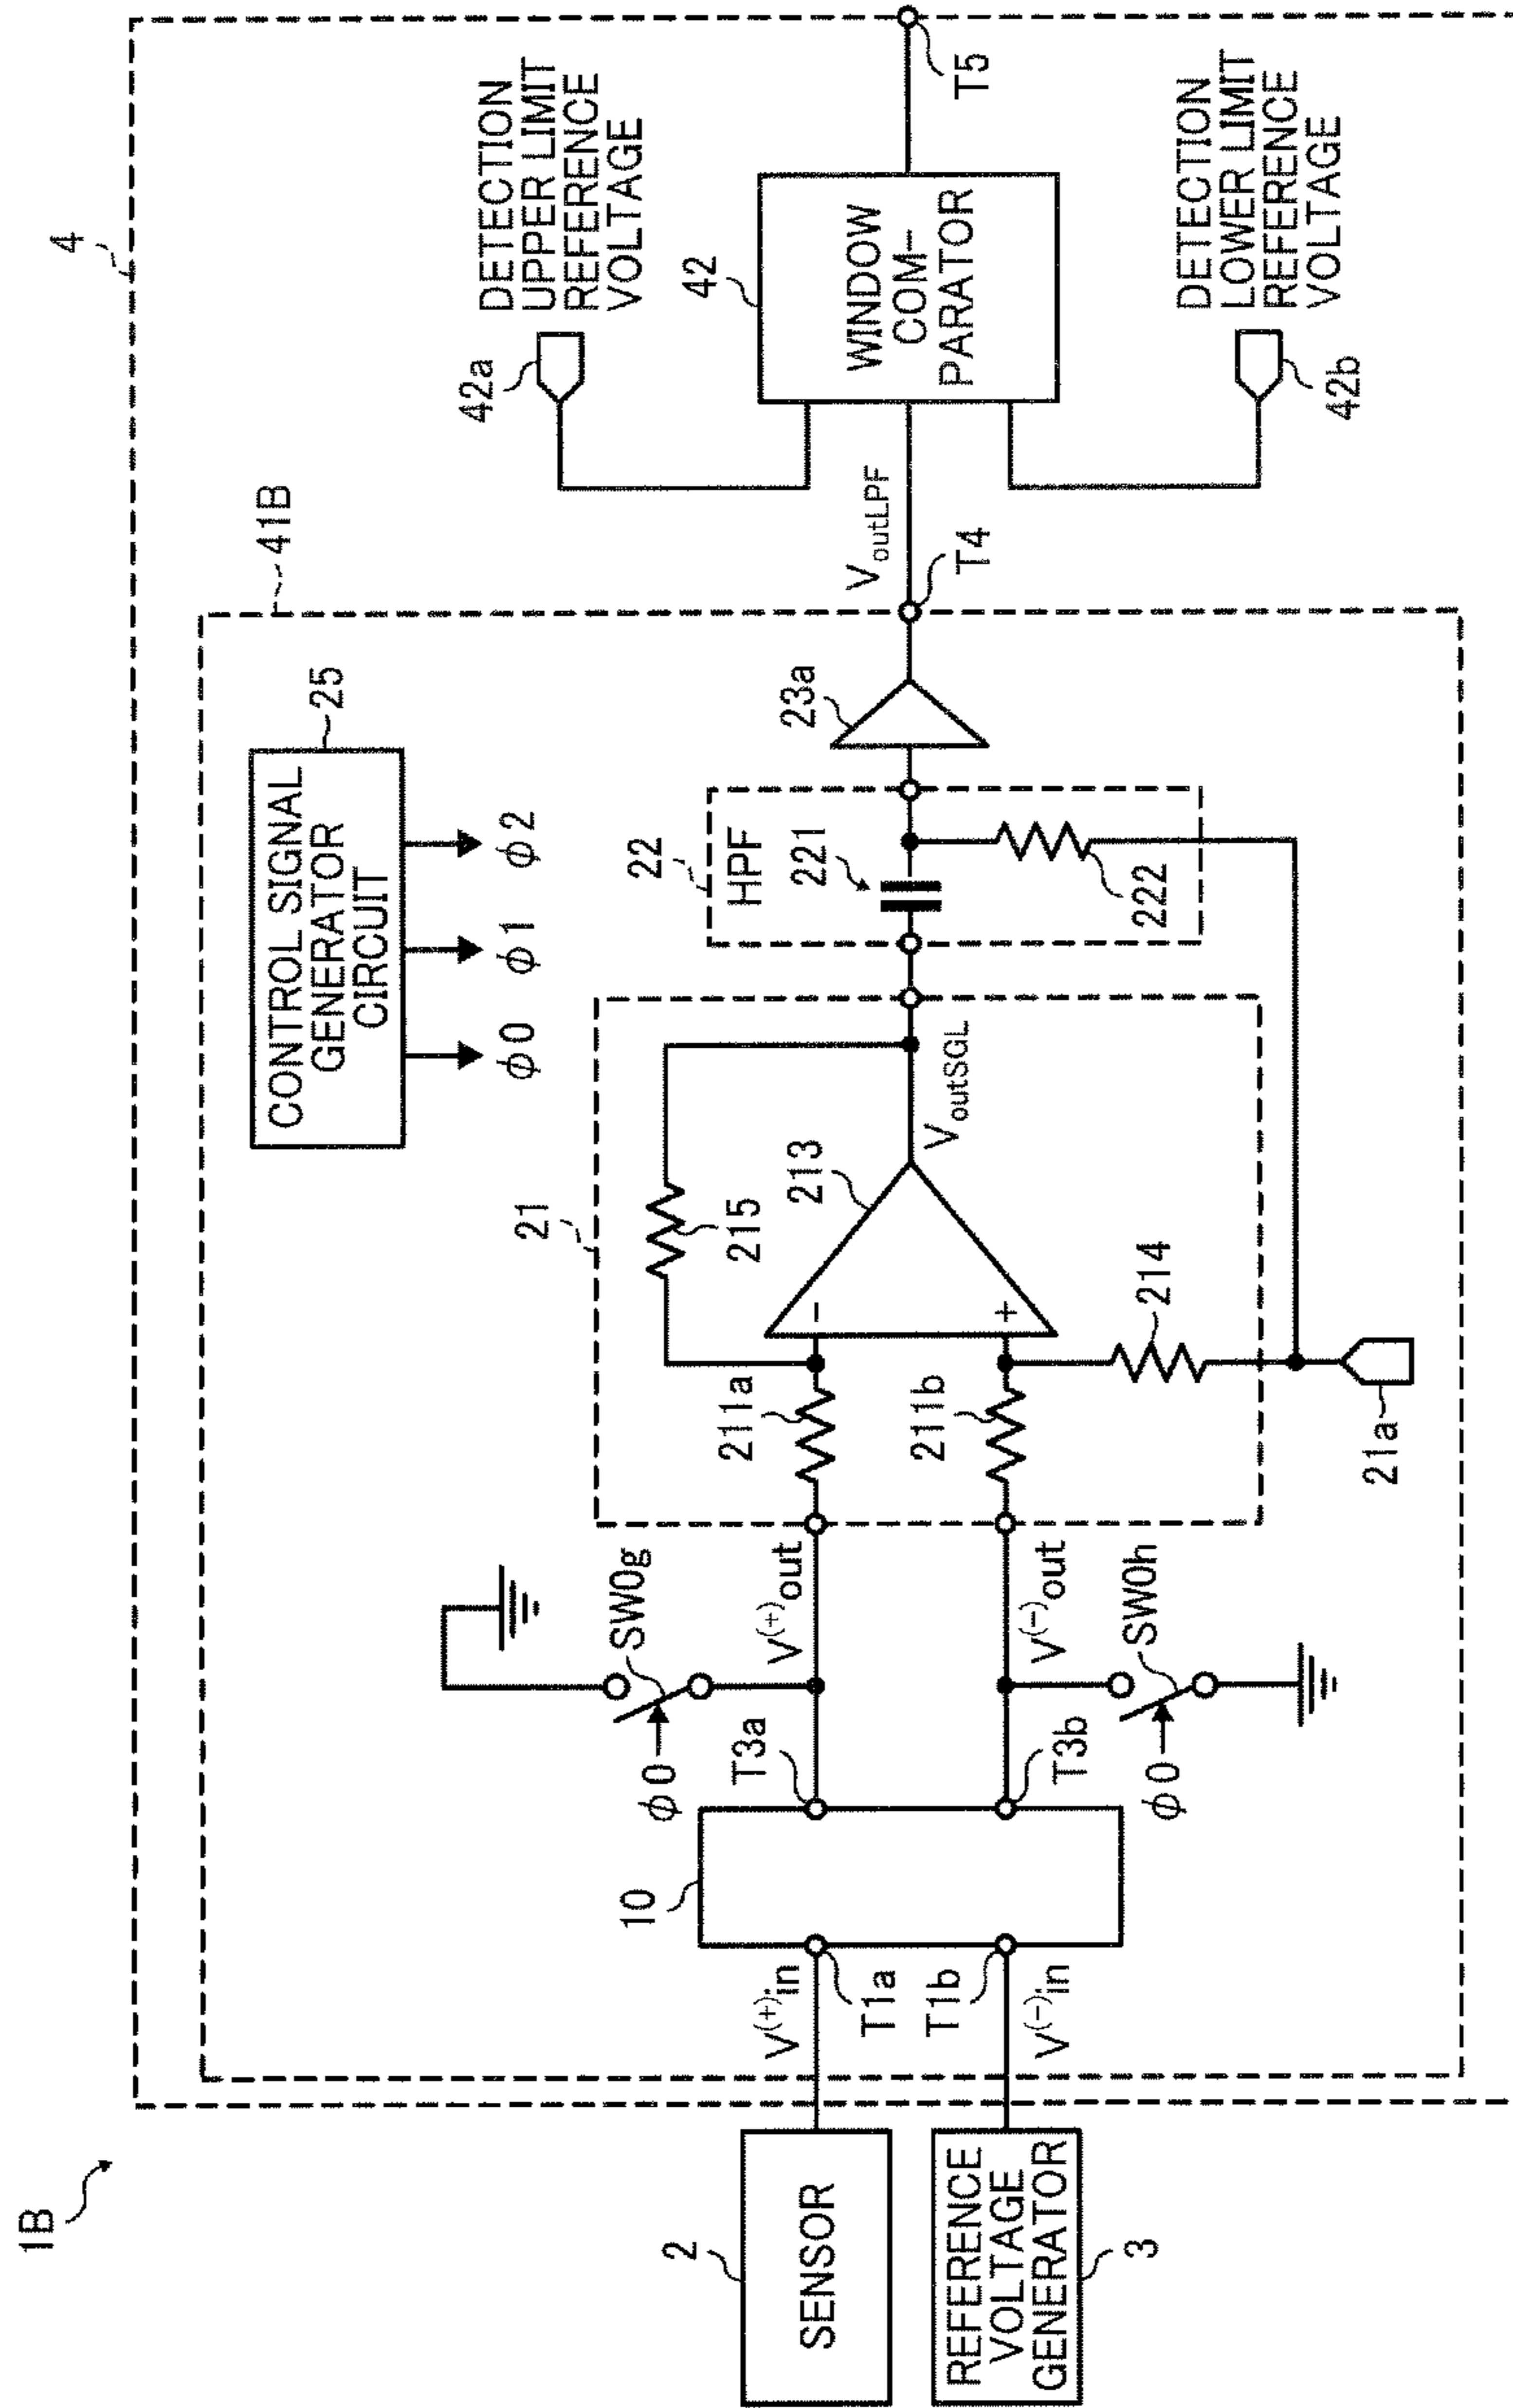 1B
4
41B
CONTROL SIGNAL
GENERATOR
CIRCUIT
25
φ0
φ1
φ2
DETECTION
UPPER LIMIT
REFERENCE
VOLTAGE
42a
42
WINDOW
COM-
PARATOR
T5
DETECTION
LOWER LIMIT
REFERENCE
VOLTAGE
42b
VoutLPF
T4
23a
22
HPF
221
222
21
215
213
VoutSGL
211a
211b
-
+
214
21a
SW0g
φ0
V(+)out
V(-)out
SW0h
φ0
T3a
T3b
10
V(+)in
T1a
T1b
V(-)in
2
SENSOR
REFERENCE
VOLTAGE
GENERATOR
3